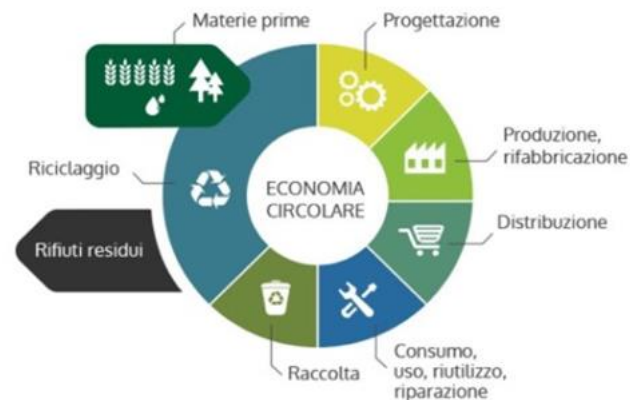 Materie prime
Progettazione
Produzione,
rifabbricazione
Riciclaggio
ECONOMIA
CIRCOLARE
Distribuzione
Rifiuti residui
Consumo,
uso, riutilizzo,
riparazione
Raccolta